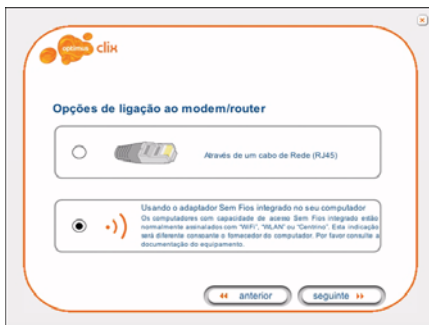 optimus clix
Opções de ligação ao modem/router
Através de um cabo de Rede (RJ45)
Usando o adaptador Sem Fios integrado no seu computador
Os computadores com capacidade de acesso Sem Fios integrado estão
normalmente assinalados com "WiFi", "WLAN" ou "Centrino". Esta indicação
será diferente consoante o fornecedor do computador. Por favor consulte a
documentação do equipamento.
anterior
seguinte